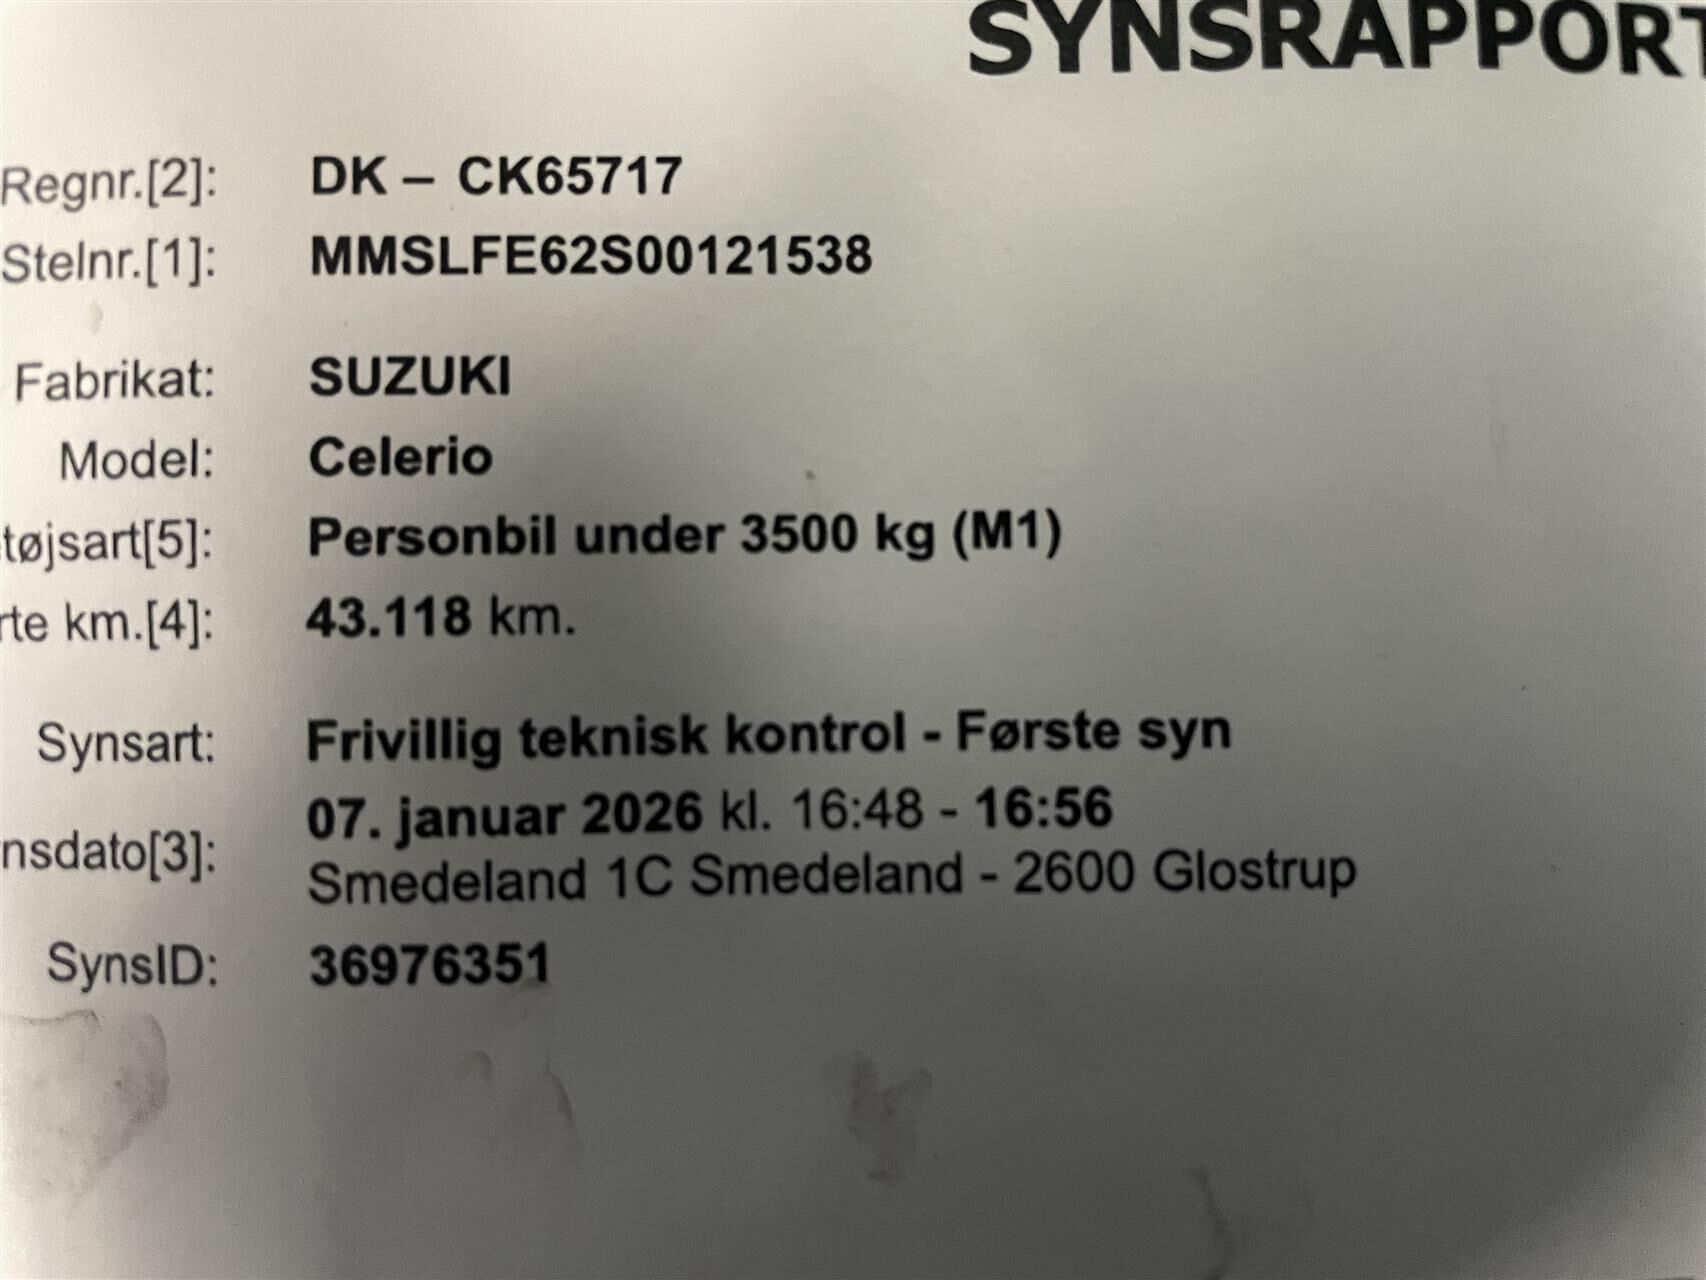 SYNSRAPPORT
Regnr.[2]: DK – CK65717
Stelnr.[1]: MMSLFE62S00121538
Fabrikat: SUZUKI
Model: Celerio
tøjsart[5]: Personbil under 3500 kg (M1)
rte km.[4]: 43.118 km.
Synsart: Frivillig teknisk kontrol - Første syn
nsdato[3]: 07. januar 2026 kl. 16:48 - 16:56
Smedeland 1C Smedeland - 2600 Glostrup
SynsID: 36976351